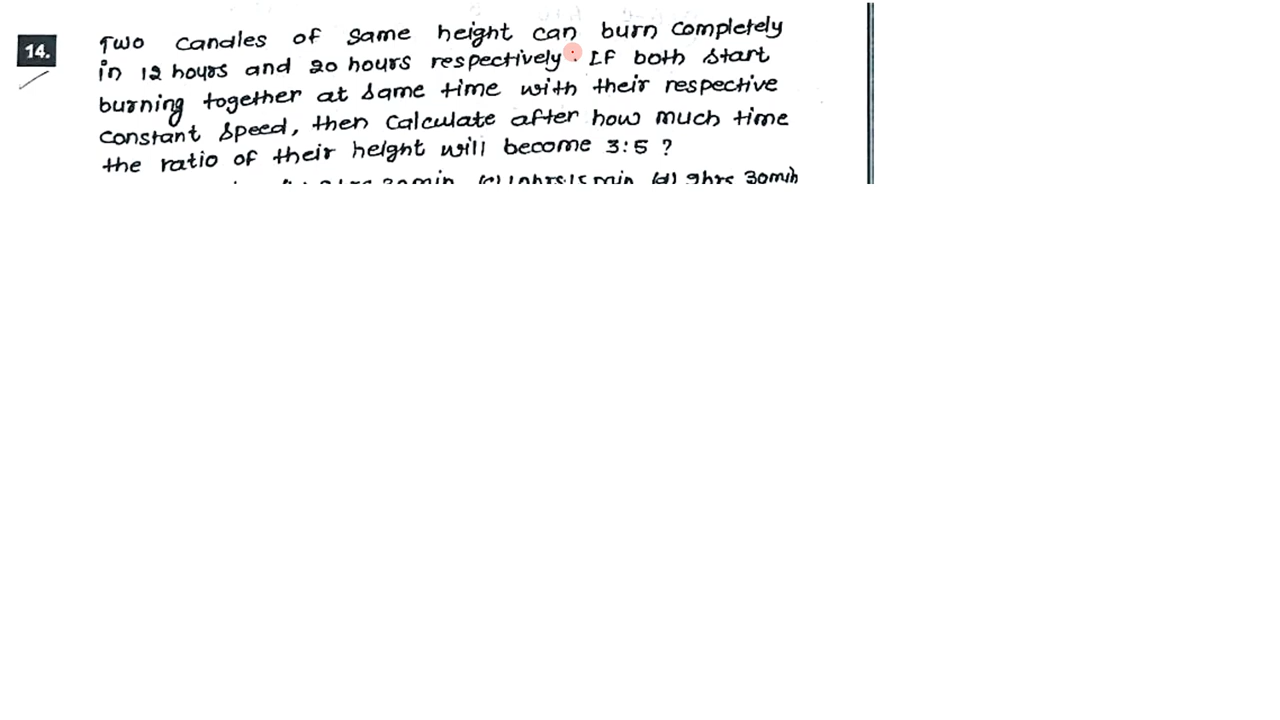 14.
Two candles of same height can burn completely
in 12 hours and 20 hours respectively. If both start
burning together at same time with their respective
constant speed, then calculate after how much time
the ratio of their height will become 3:5 ?
30 min (c) 10hrs 15 min (d) 9hrs 30min